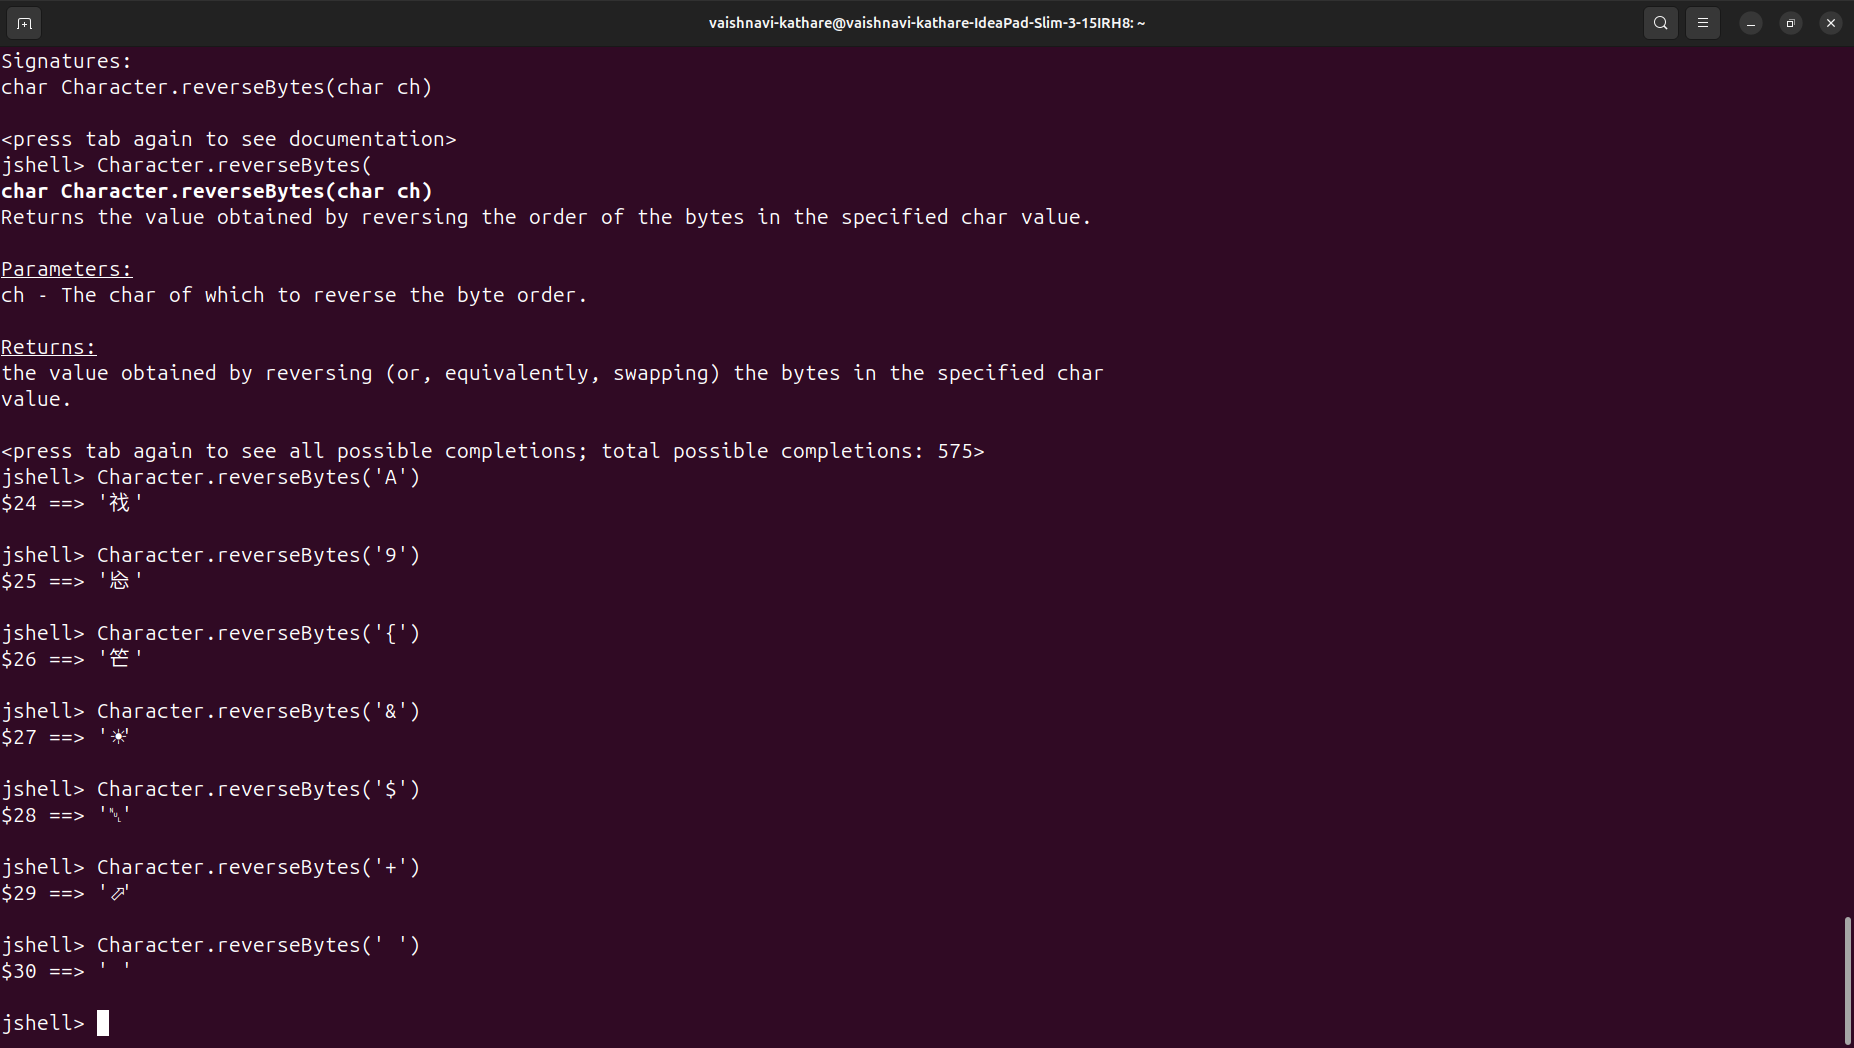 vaishnavi-kathare@vaishnavi-kathare-IdeaPad-Slim-3-15IRH8: ~
Signatures:
char Character.reverseBytes(char ch)
<press tab again to see documentation>
jshell> Character.reverseBytes(
char Character.reverseBytes(char ch)
Returns the value obtained by reversing the order of the bytes in the specified char value.
Parameters:
ch - The char of which to reverse the byte order.
Returns:
the value obtained by reversing (or, equivalently, swapping) the bytes in the specified char
value.
<press tab again to see all possible completions; total possible completions: 575>
jshell> Character.reverseBytes('A')
$24 ==> '䄀'
jshell> Character.reverseBytes('9')
$25 ==> '㤀'
jshell> Character.reverseBytes('{')
$26 ==> '笀'
jshell> Character.reverseBytes('&')
$27 ==> '☀'
jshell> Character.reverseBytes('$')
$28 ==> '␀'
jshell> Character.reverseBytes('+')
$29 ==> '⬀'
jshell> Character.reverseBytes(' ')
$30 ==> ' '
jshell>